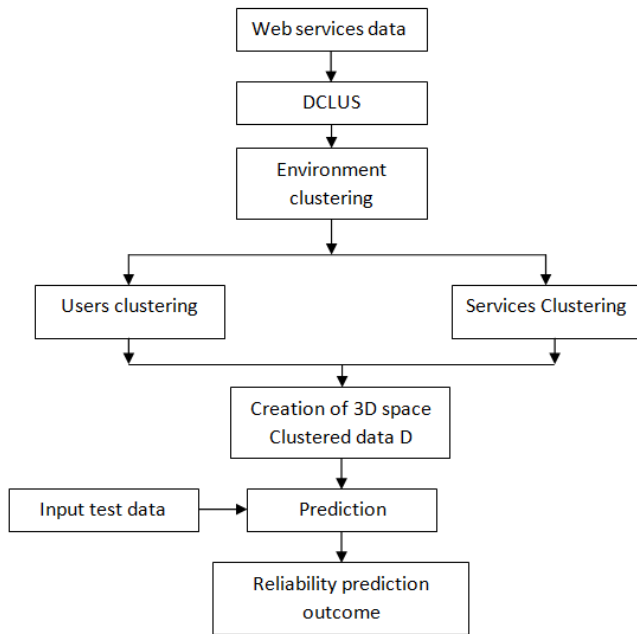 Web services data
DCLUS
Environment
clustering
Users clustering
Services Clustering
Creation of 3D space
Clustered data D
Input test data
Prediction
Reliability prediction
outcome